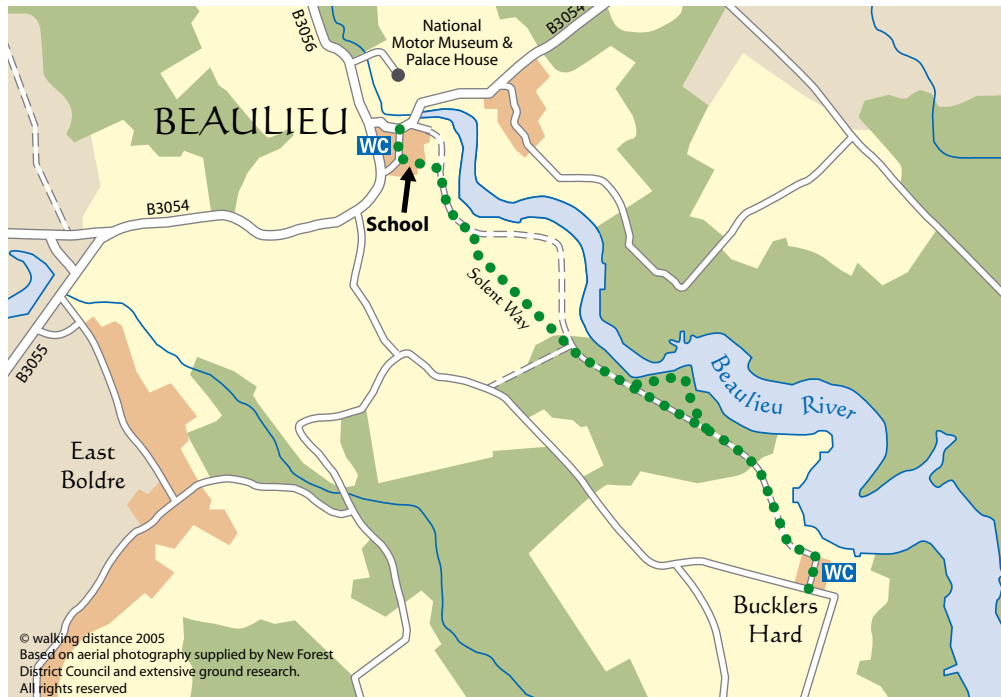 B3056
National
Motor Museum &
Palace House
B3054
BEAULIEU
WC
School
B3054
Solent Way
B3055
Beaulieu River
East
Boldre
WC
Bucklers
Hard
© walking distance 2005
Based on aerial photography supplied by New Forest
District Council and extensive ground research.
All rights reserved